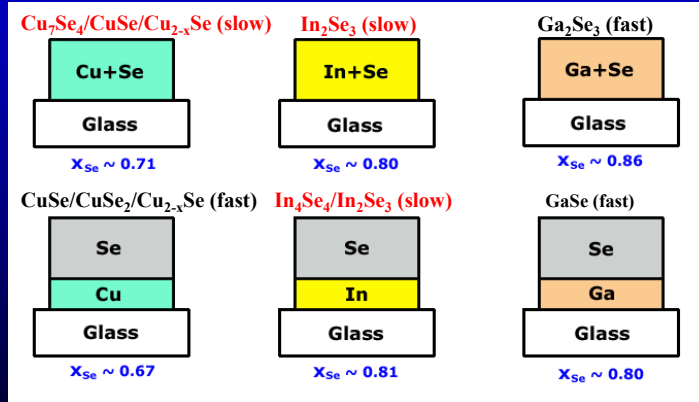 Cu₇Se₄/CuSe/Cu₂₋ₓSe (slow) In₂Se₃ (slow) Ga₂Se₃ (fast)
Cu+Se In+Se Ga+Se
Glass Glass Glass
XSe ~ 0.71 XSe ~ 0.80 XSe ~ 0.86
CuSe/CuSe₂/Cu₂₋ₓSe (fast) In₄Se₄/In₂Se₃ (slow) GaSe (fast)
Se Se Se
Cu In Ga
Glass Glass Glass
XSe ~ 0.67 XSe ~ 0.81 XSe ~ 0.80